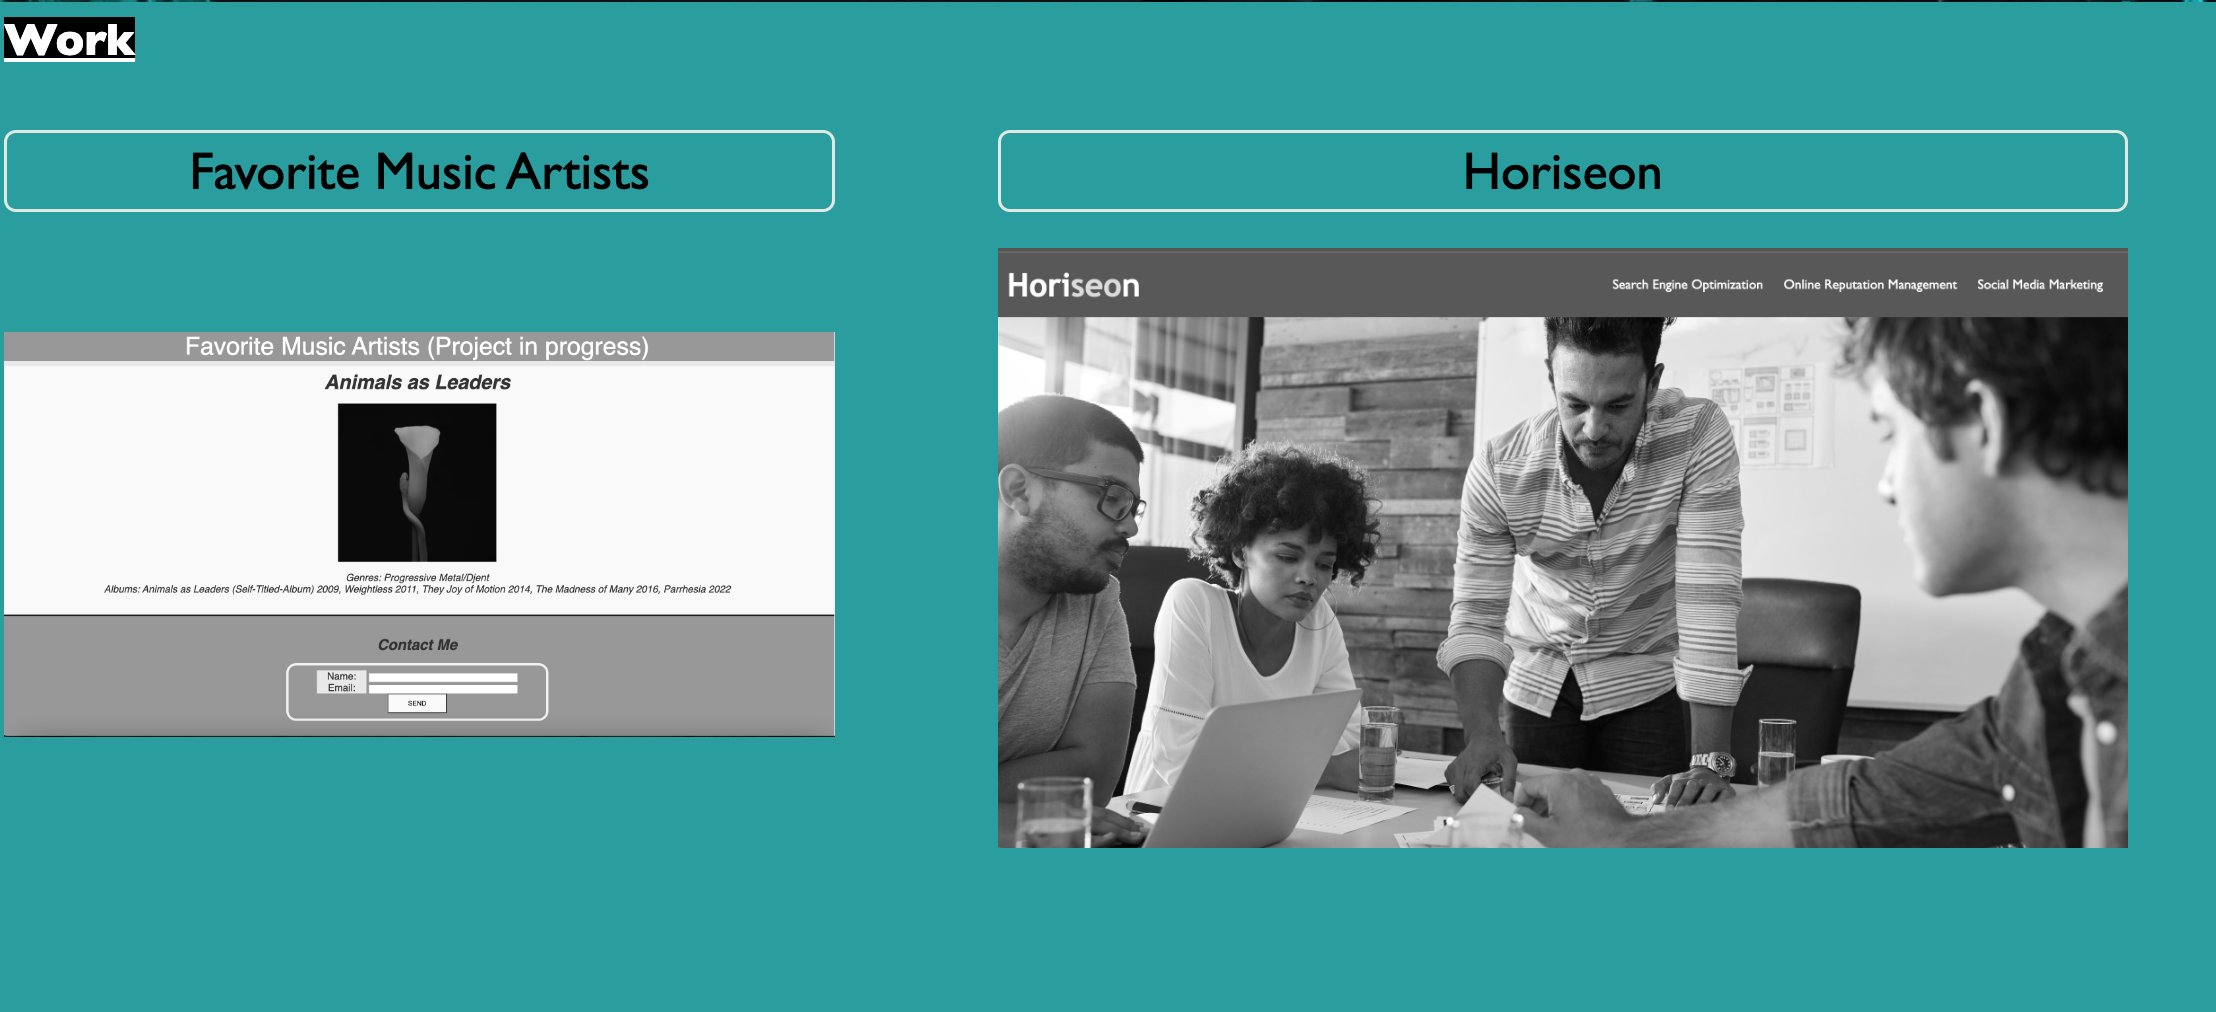 Work
Favorite Music Artists
Horiseon
Favorite Music Artists (Project in progress)
Animals as Leaders
Genres: Progressive Metal/Djent
Albums: Animals as Leaders (Self-Titled-Album) 2009, Weightless 2011, They Joy of Motion 2014, The Madness of Many 2016, Parrhesia 2022
Contact Me
Name:
Email:
SEND
Horiseon
Search Engine Optimization Online Reputation Management Social Media Marketing